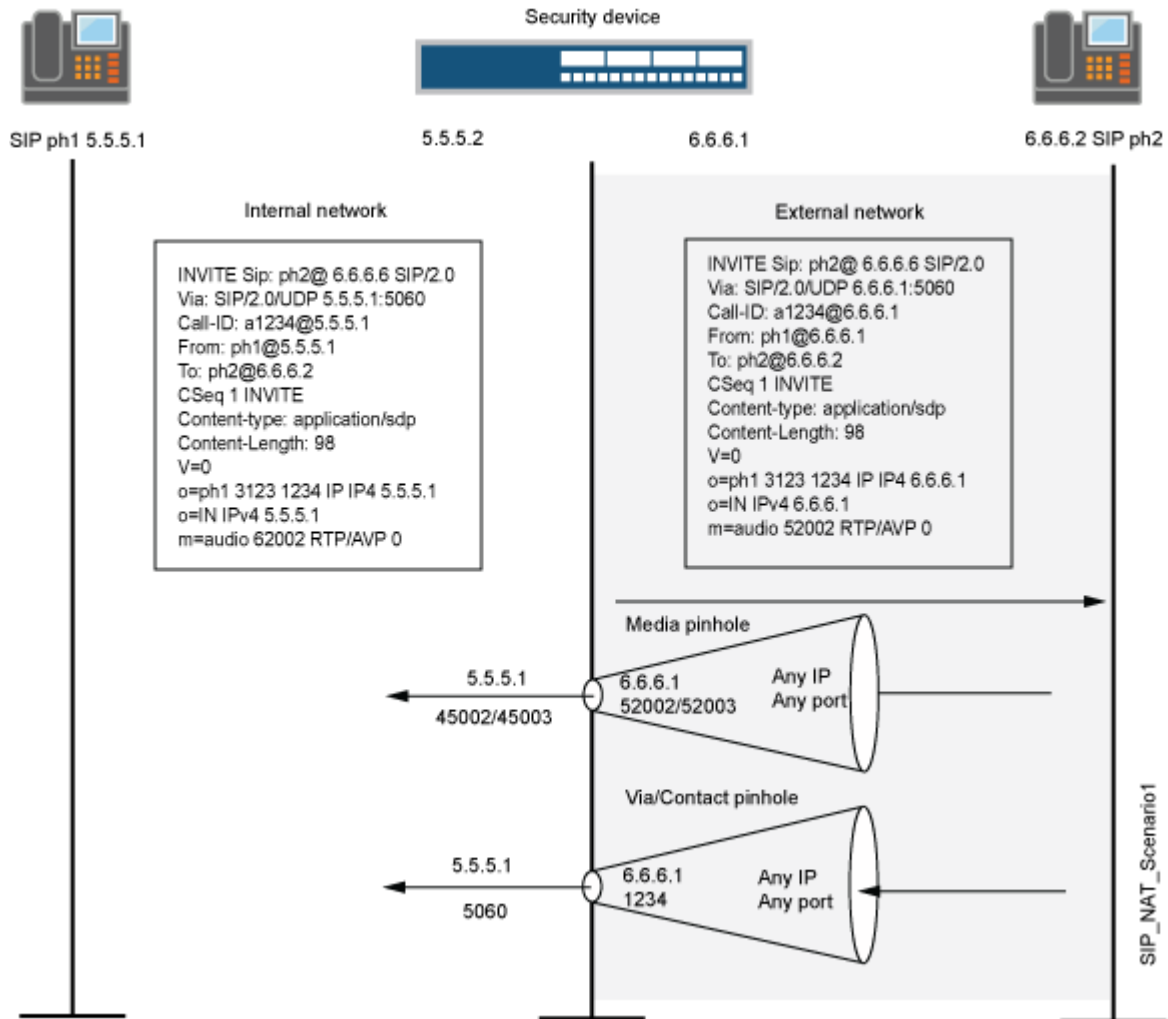 Security device
SIP ph1 5.5.5.1
5.5.5.2
6.6.6.1
6.6.6.2 SIP ph2
Internal network
INVITE Sip: ph2@ 6.6.6.6 SIP/2.0
Via: SIP/2.0/UDP 5.5.5.1:5060
Call-ID: a1234@5.5.5.1
From: ph1@5.5.5.1
To: ph2@6.6.6.2
CSeq 1 INVITE
Content-type: application/sdp
Content-Length: 98
V=0
o=ph1 3123 1234 IP IP4 5.5.5.1
o=IN IPv4 5.5.5.1
m=audio 62002 RTP/AVP 0
External network
INVITE Sip: ph2@ 6.6.6.6 SIP/2.0
Via: SIP/2.0/UDP 6.6.6.1:5060
Call-ID: a1234@6.6.6.1
From: ph1@6.6.6.1
To: ph2@6.6.6.2
CSeq 1 INVITE
Content-type: application/sdp
Content-Length: 98
V=0
o=ph1 3123 1234 IP IP4 6.6.6.1
o=IN IPv4 6.6.6.1
m=audio 52002 RTP/AVP 0
Media pinhole
5.5.5.1
45002/45003
6.6.6.1
52002/52003
Any IP
Any port
Via/Contact pinhole
5.5.5.1
5060
6.6.6.1
1234
Any IP
Any port
SIP_NAT_Scenario1